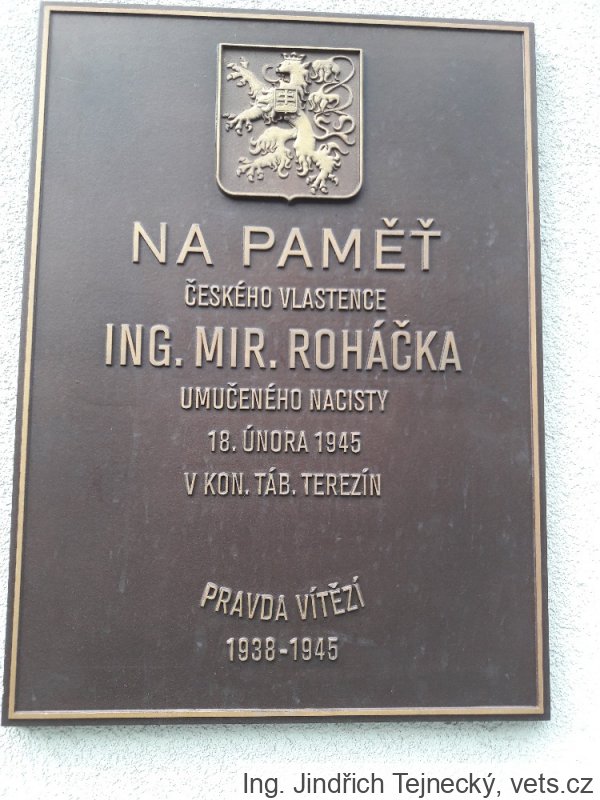 NA PAMĚŤ
ČESKÉHO VLASTENCE
ING. MIR. ROHÁČKA
UMUČENÉHO NACISTY
18. ÚNORA 1945
V KON. TÁB. TEREZÍN
PRAVDA VÍTĚZÍ
1938-1945
Ing. Jindřich Tejnecký, vets.cz